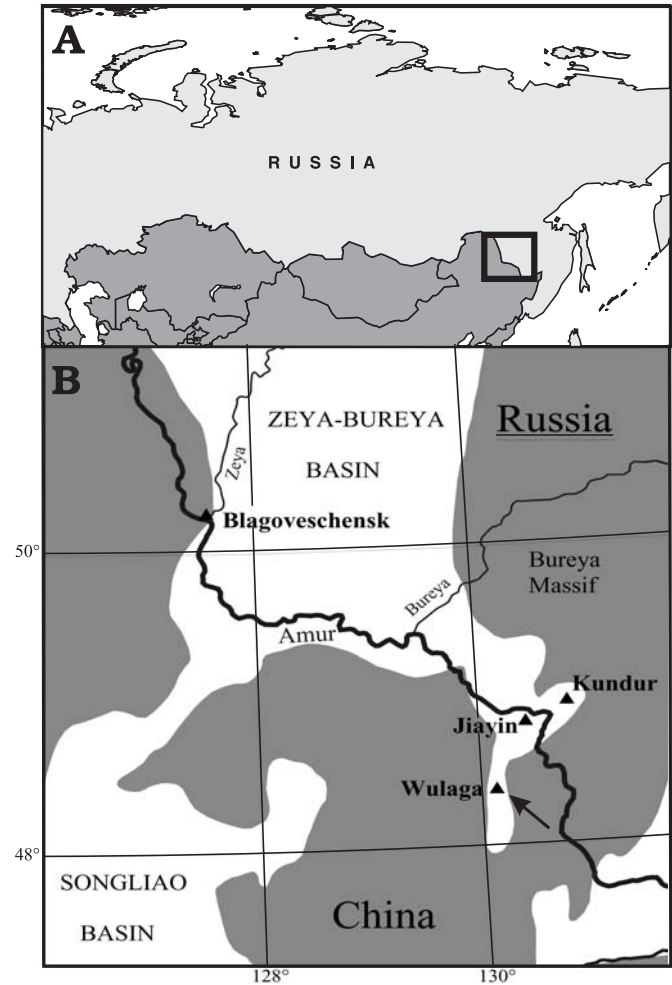 A
RUSSIA
B
ZEYA-BUREYA
BASIN
Russia
Zeya
Blagoveschensk
50°
Bureya
Massif
Bureya
Amur
Kundur
Jiayin
Wulaga
48°
SONGLIAO
BASIN
China
128°
130°